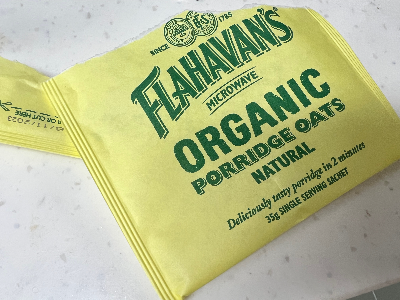 SINCE 1785
FLAHAVAN'S
MICROWAVE
ORGANIC
PORRIDGE OATS
NATURAL
Deliciously tasty porridge in 2 minutes
35g SINGLE SERVING SACHET